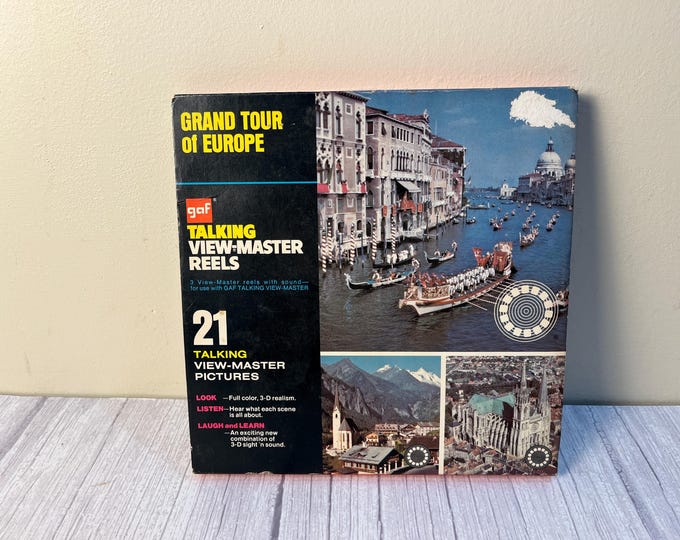 GRAND TOUR
of EUROPE
gaf®
TALKING
VIEW-MASTER
REELS
3 View-Master reels with sound—
for use with GAF TALKING VIEW-MASTER
21
TALKING
VIEW-MASTER
PICTURES
LOOK —Full color, 3-D realism.
LISTEN—Hear what each scene
is all about.
LAUGH and LEARN
—An exciting new
combination of
3-D sight 'n sound.